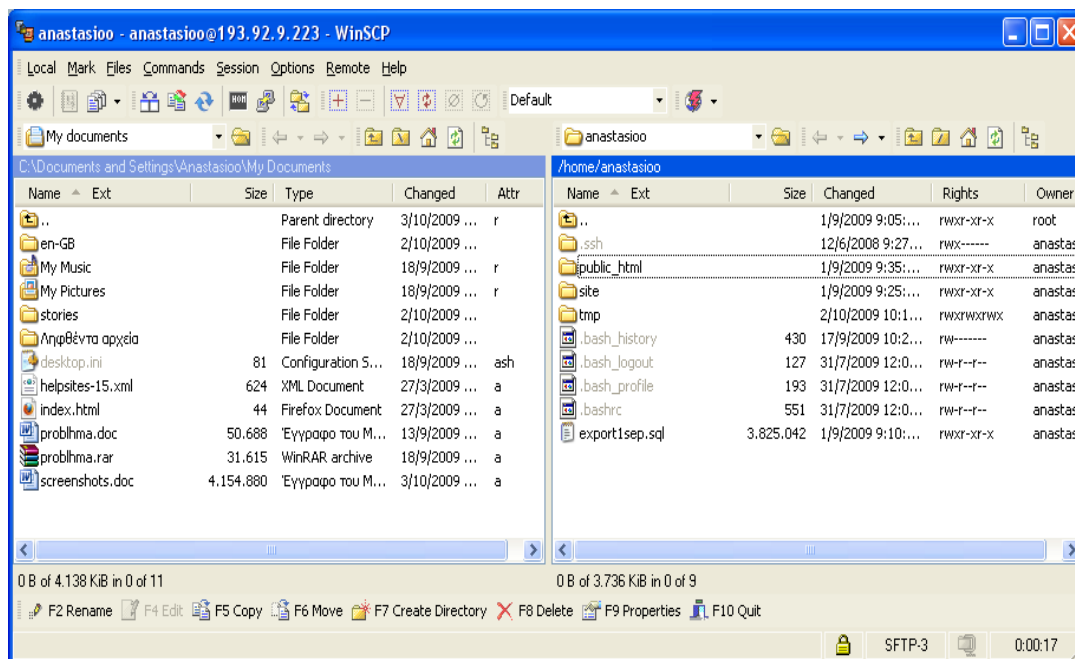 anastasioo - anastasioo@193.92.9.223 - WinSCP
Local Mark Files Commands Session Options Remote Help
Default
My documents anastasioo
C:\Documents and Settings\Anastasioo\My Documents /home/anastasioo
Name Ext Size Type Changed Attr Name Ext Size Changed Rights Owner
.. Parent directory 3/10/2009 ... r .. 1/9/2009 9:05:... rwxr-xr-x root
en-GB File Folder 2/10/2009 ... .ssh 12/6/2008 9:27... rwx------ anastas
My Music File Folder 18/9/2009 ... r public_html 1/9/2009 9:35:... rwxr-xr-x anastas
My Pictures File Folder 18/9/2009 ... r site 1/9/2009 9:25:... rwxr-xr-x anastas
stories File Folder 2/10/2009 ... tmp 2/10/2009 10:1... rwxrwxrwx anastas
Ληφθέντα αρχεία File Folder 2/10/2009 ... .bash_history 430 17/9/2009 10:2... rw------- anastas
desktop.ini 81 Configuration S... 18/9/2009 ... ash .bash_logout 127 31/7/2009 12:0... rw-r--r-- anastas
helpsites-15.xml 624 XML Document 27/3/2009 ... a .bash_profile 193 31/7/2009 12:0... rw-r--r-- anastas
index.html 44 Firefox Document 27/3/2009 ... a .bashrc 551 31/7/2009 12:0... rw-r--r-- anastas
problhma.doc 50.688 Έγγραφο του M... 13/9/2009 ... a export1sep.sql 3.825.042 1/9/2009 9:10:... rwxr-xr-x anastas
problhma.rar 31.615 WinRAR archive 18/9/2009 ... a
screenshots.doc 4.154.880 Έγγραφο του M... 3/10/2009 ... a
0 B of 4.138 KiB in 0 of 11 0 B of 3.736 KiB in 0 of 9
F2 Rename F4 Edit F5 Copy F6 Move F7 Create Directory F8 Delete F9 Properties F10 Quit
SFTP-3 0:00:17